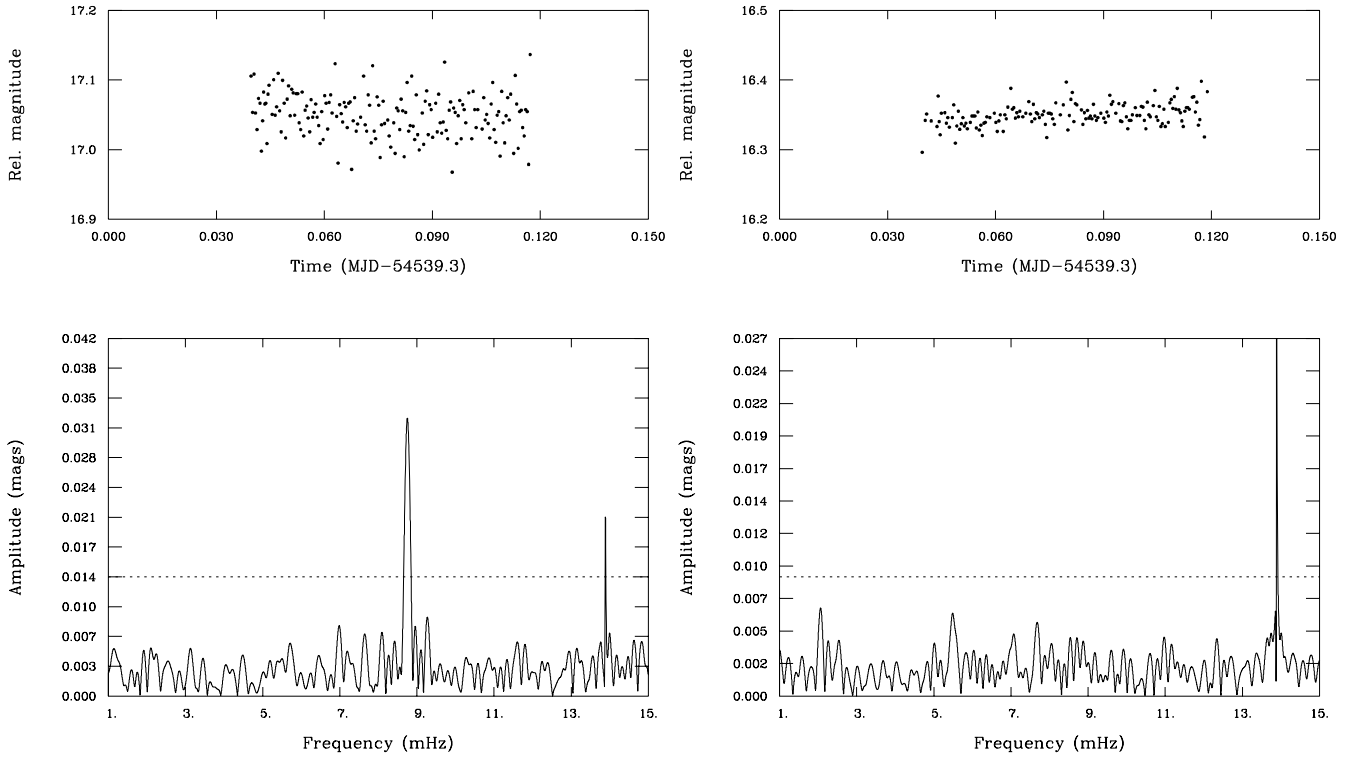 17.2
17.1
17.0
16.9
Rel. magnitude
0.000 0.030 0.060 0.090 0.120 0.150
Time (MJD−54539.3)
16.5
16.4
16.3
16.2
Rel. magnitude
0.000 0.030 0.060 0.090 0.120 0.150
Time (MJD−54539.3)
0.042
0.038
0.035
0.031
0.028
0.024
0.021
0.017
0.014
0.010
0.007
0.003
0.000
Amplitude (mags)
1. 3. 5. 7. 9. 11. 13. 15.
Frequency (mHz)
0.027
0.024
0.022
0.019
0.017
0.014
0.012
0.010
0.007
0.005
0.002
0.000
Amplitude (mags)
1. 3. 5. 7. 9. 11. 13. 15.
Frequency (mHz)